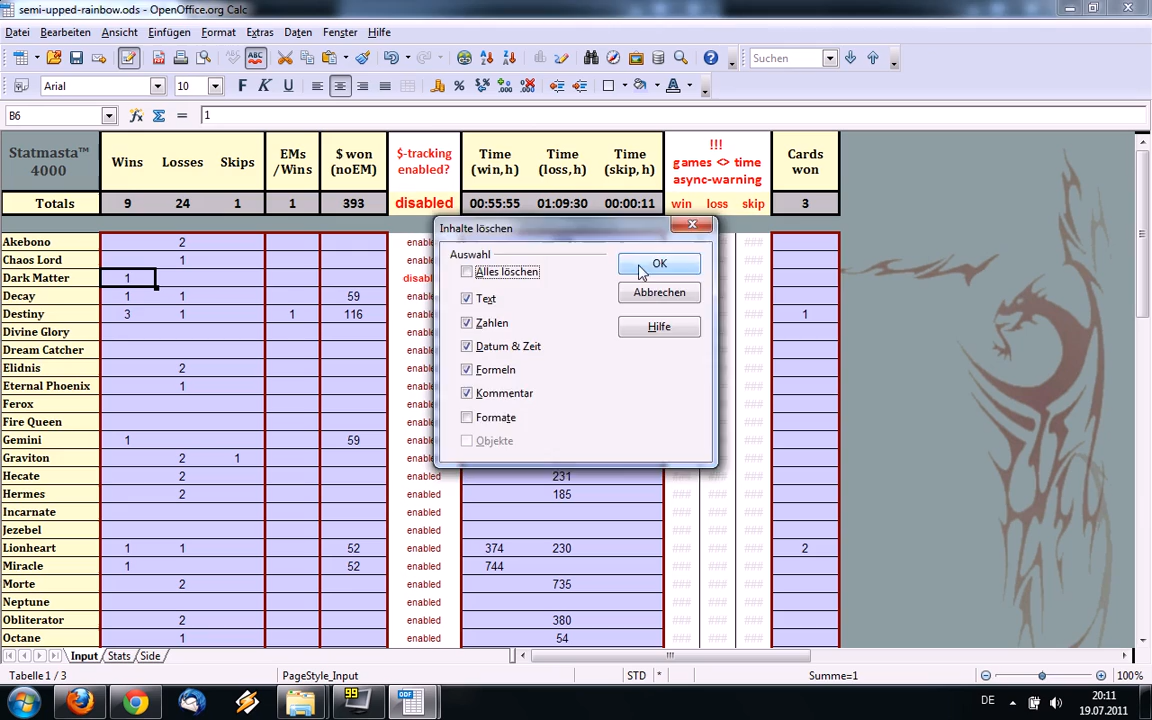 semi-upped-rainbow.ods - OpenOffice.org Calc
Datei Bearbeiten Ansicht Einfügen Format Extras Daten Fenster Hilfe
ABC ABC Suchen
Arial 10 F K U
B6 1
Statmasta™ 4000 Wins Losses Skips EMs /Wins $ won (noEM) $-tracking enabled? Time (win, h) Time (loss, h) Time (skip, h) !!! games <> time async-warning Cards won
Totals 9 24 1 1 393 disabled 00:55:55 01:09:30 00:00:11 win loss skip 3
Akebono 2
Chaos Lord 1
Dark Matter 1
Decay 1 1 59
Destiny 3 1 1 116 1
Divine Glory
Dream Catcher
Elidnis 2
Eternal Phoenix 1
Ferox
Fire Queen
Gemini 1 59
Graviton 2 1
Hecate 2 enabled 231 ### ### ###
Hermes 2 enabled 185 ### ### ###
Incarnate enabled ### ### ###
Jezebel enabled ### ### ###
Lionheart 1 1 52 enabled 374 230 ### ### ### 2
Miracle 1 52 enabled 744 ### ### ###
Morte 2 enabled 735 ### ### ###
Neptune enabled ### ### ###
Obliterator 2 enabled 380 ### ### ###
Octane 1 enabled 54 ### ### ###
Inhalte löschen
Auswahl
Alles löschen
Text
Zahlen
Datum & Zeit
Formeln
Kommentar
Formate
Objekte
OK
Abbrechen
Hilfe
Input Stats Side
Tabelle 1 / 3 PageStyle_Input STD * Summe=1 100%
99 DE 20:11
19.07.2011